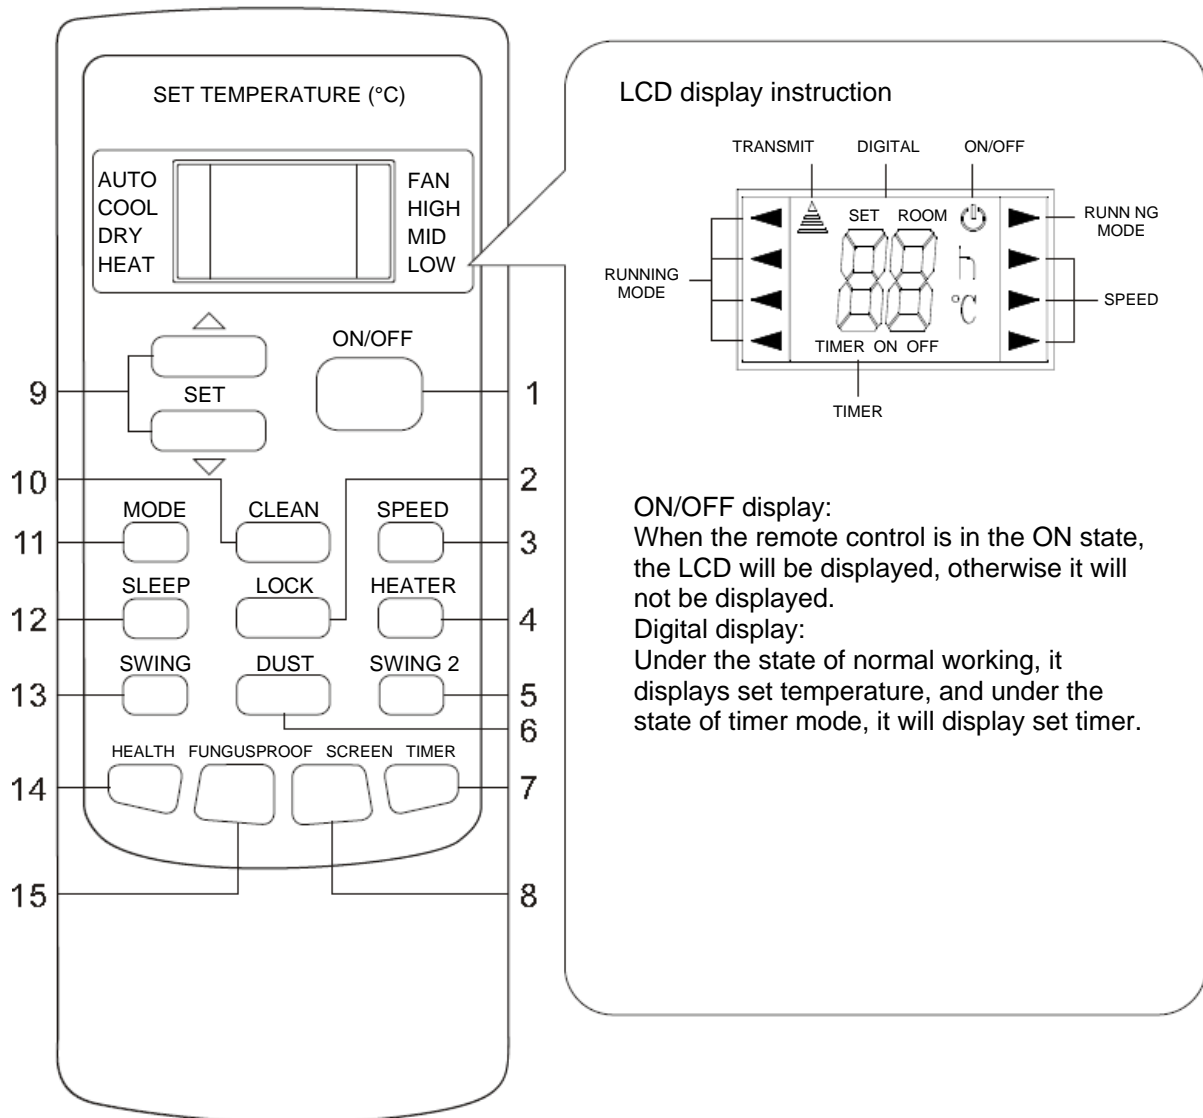 SET TEMPERATURE (°C)
AUTO
COOL
DRY
HEAT
FAN
HIGH
MID
LOW
ON/OFF
SET
9
1
10
2
MODE
CLEAN
SPEED
11
3
SLEEP
LOCK
HEATER
12
4
SWING
DUST
SWING 2
13
5
6
HEALTH
FUNGUSPROOF
SCREEN
TIMER
14
7
15
8
LCD display instruction
TRANSMIT
DIGITAL
ON/OFF
SET
ROOM
RUNN NG
MODE
RUNNING
MODE
88
h
°C
SPEED
TIMER ON OFF
TIMER
ON/OFF display:
When the remote control is in the ON state,
the LCD will be displayed, otherwise it will
not be displayed.
Digital display:
Under the state of normal working, it
displays set temperature, and under the
state of timer mode, it will display set timer.